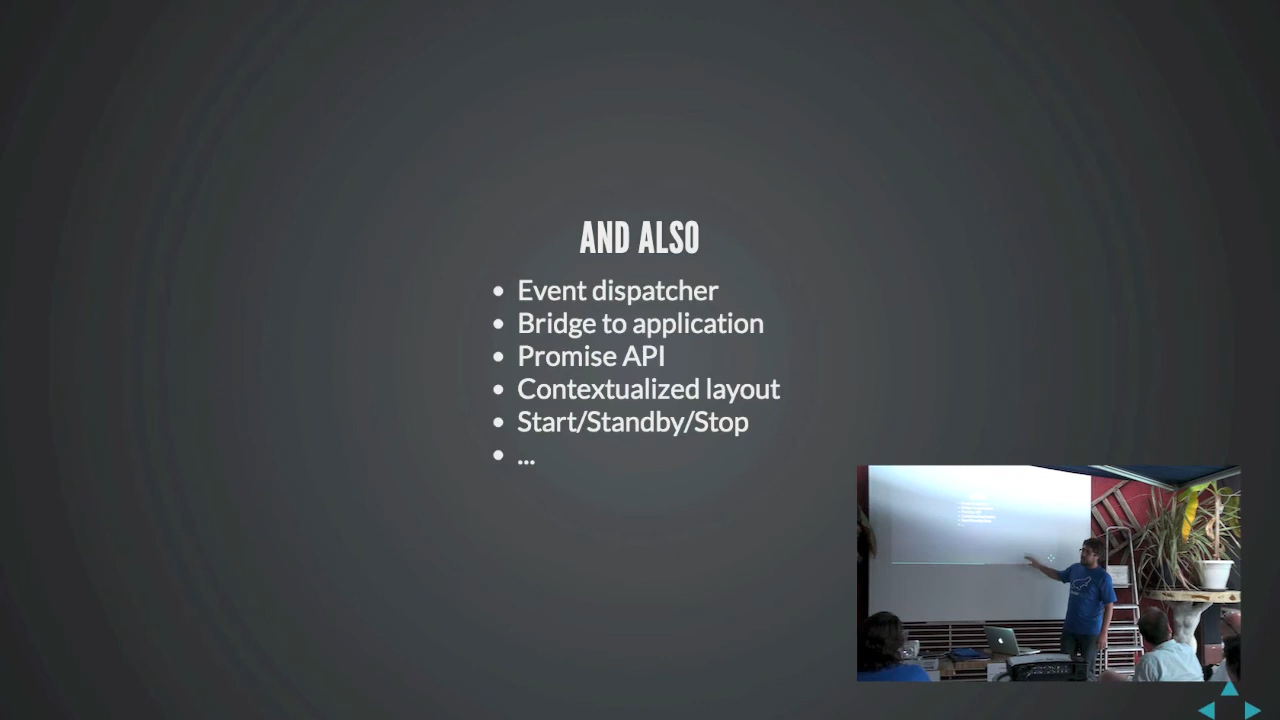 AND ALSO
• Event dispatcher
• Bridge to application
• Promise API
• Contextualized layout
• Start/Standby/Stop
• ...